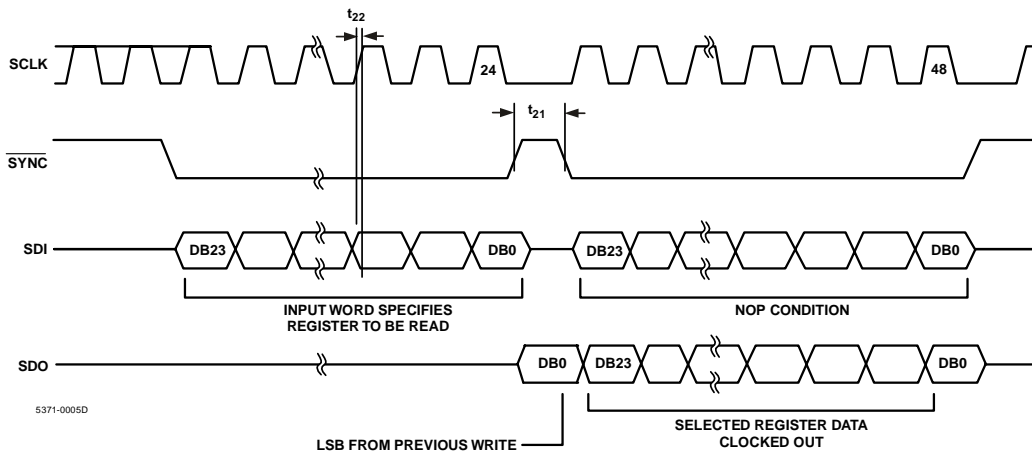 t22
SCLK
24
48
t21
SYNC
SDI
DB23
DB0
DB23
DB0
INPUT WORD SPECIFIES
REGISTER TO BE READ
NOP CONDITION
SDO
DB0
DB23
DB0
5371-0005D
LSB FROM PREVIOUS WRITE
SELECTED REGISTER DATA
CLOCKED OUT